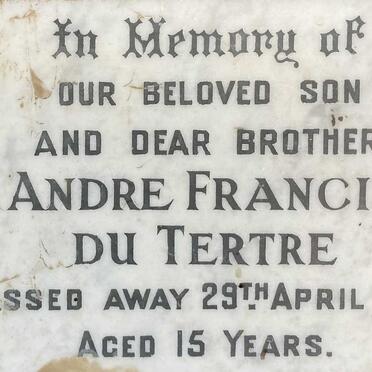 In Memory of
OUR BELOVED SON
AND DEAR BROTHER
ANDRE FRANCI
DU TERTRE
SSED AWAY 29TH APRIL
AGED 15 YEARS.